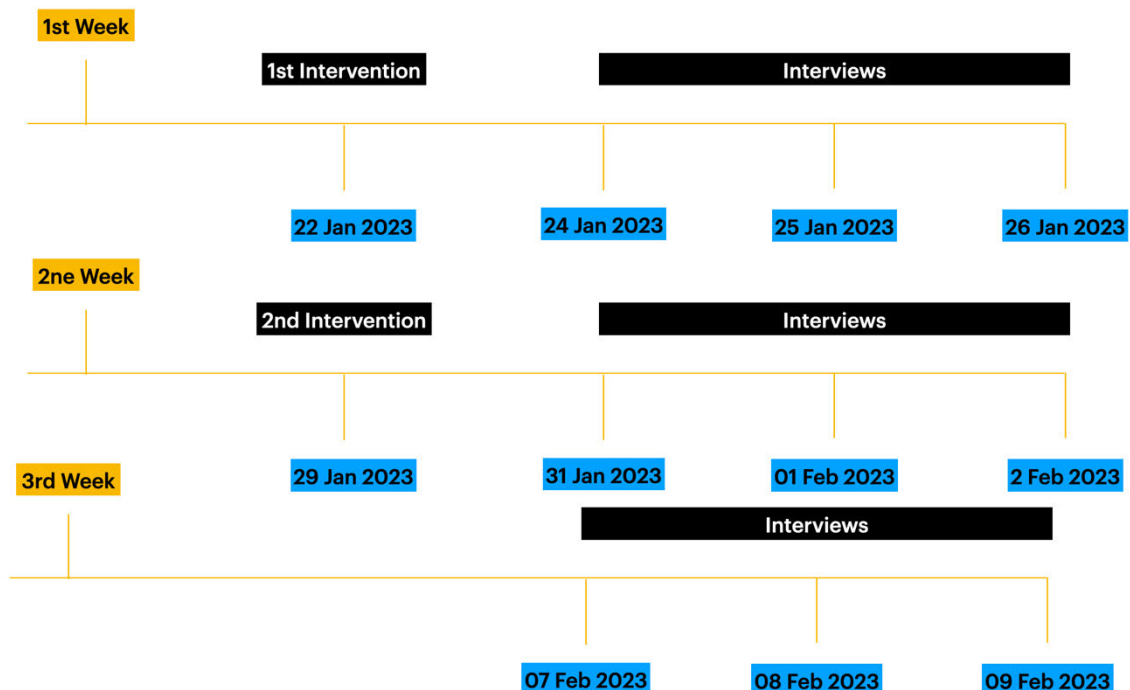 1st Week
1st Intervention
Interviews
22 Jan 2023
24 Jan 2023
25 Jan 2023
26 Jan 2023
2ne Week
2nd Intervention
Interviews
29 Jan 2023
31 Jan 2023
01 Feb 2023
2 Feb 2023
3rd Week
Interviews
07 Feb 2023
08 Feb 2023
09 Feb 2023